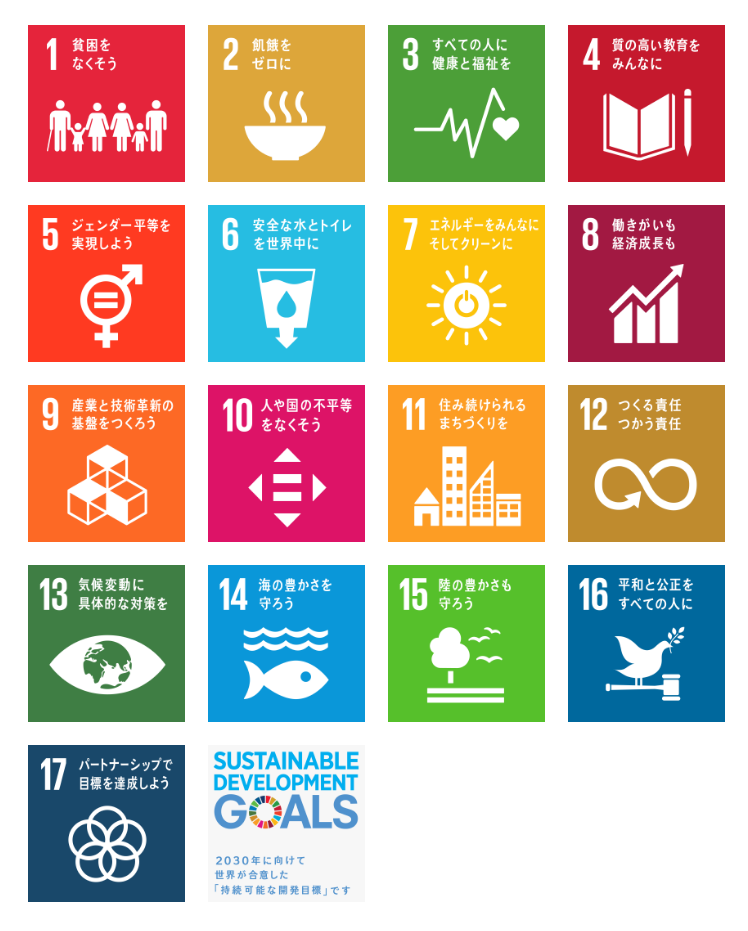 1 貧困を
なくそう
2 飢餓を
ゼロに
3 すべての人に
健康と福祉を
4 質の高い教育を
みんなに
5 ジェンダー平等を
実現しよう
6 安全な水とトイレ
を世界中に
7 エネルギーをみんなに
そしてクリーンに
8 働きがいも
経済成長も
9 産業と技術革新の
基盤をつくろう
10 人や国の不平等
をなくそう
11 住み続けられる
まちづくりを
12 つくる責任
つかう責任
13 気候変動に
具体的な対策を
14 海の豊かさを
守ろう
15 陸の豊かさも
守ろう
16 平和と公正を
すべての人に
17 パートナーシップで
目標を達成しよう
SUSTAINABLE
DEVELOPMENT
GOALS
2030年に向けて
世界が合意した
「持続可能な開発目標」です